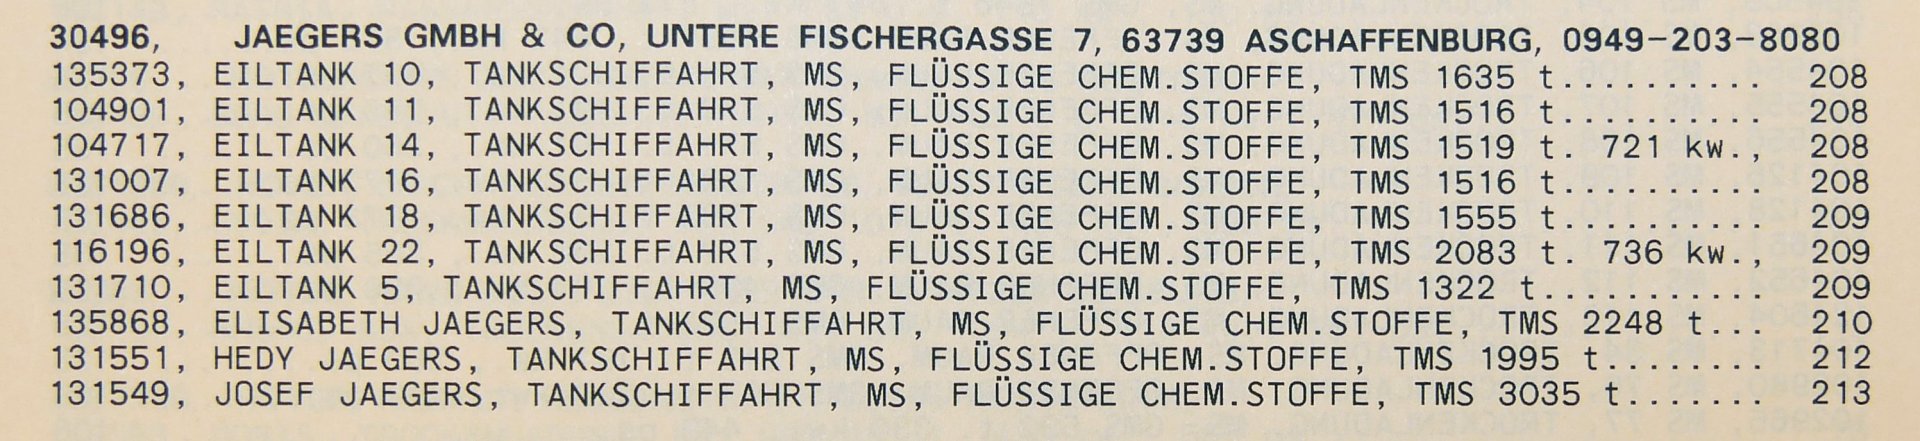 30496, JAEGERS GMBH & CO, UNTERE FISCHERGASSE 7, 63739 ASCHAFFENBURG, 0949-203-8080
135373, EILTANK 10, TANKSCHIFFAHRT, MS, FLÜSSIGE CHEM.STOFFE, TMS 1635 t.......... 208
104901, EILTANK 11, TANKSCHIFFAHRT, MS, FLÜSSIGE CHEM.STOFFE, TMS 1516 t.......... 208
104717, EILTANK 14, TANKSCHIFFAHRT, MS, FLÜSSIGE CHEM.STOFFE, TMS 1519 t. 721 kw., 208
131007, EILTANK 16, TANKSCHIFFAHRT, MS, FLÜSSIGE CHEM.STOFFE, TMS 1516 t.......... 208
131686, EILTANK 18, TANKSCHIFFAHRT, MS, FLÜSSIGE CHEM.STOFFE, TMS 1555 t.......... 209
116196, EILTANK 22, TANKSCHIFFAHRT, MS, FLÜSSIGE CHEM.STOFFE, TMS 2083 t. 736 kw., 209
131710, EILTANK 5, TANKSCHIFFAHRT, MS, FLÜSSIGE CHEM.STOFFE, TMS 1322 t........... 209
135868, ELISABETH JAEGERS, TANKSCHIFFAHRT, MS, FLÜSSIGE CHEM.STOFFE, TMS 2248 t... 210
131551, HEDY JAEGERS, TANKSCHIFFAHRT, MS, FLÜSSIGE CHEM.STOFFE, TMS 1995 t........ 212
131549, JOSEF JAEGERS, TANKSCHIFFAHRT, MS, FLÜSSIGE CHEM.STOFFE, TMS 3035 t....... 213